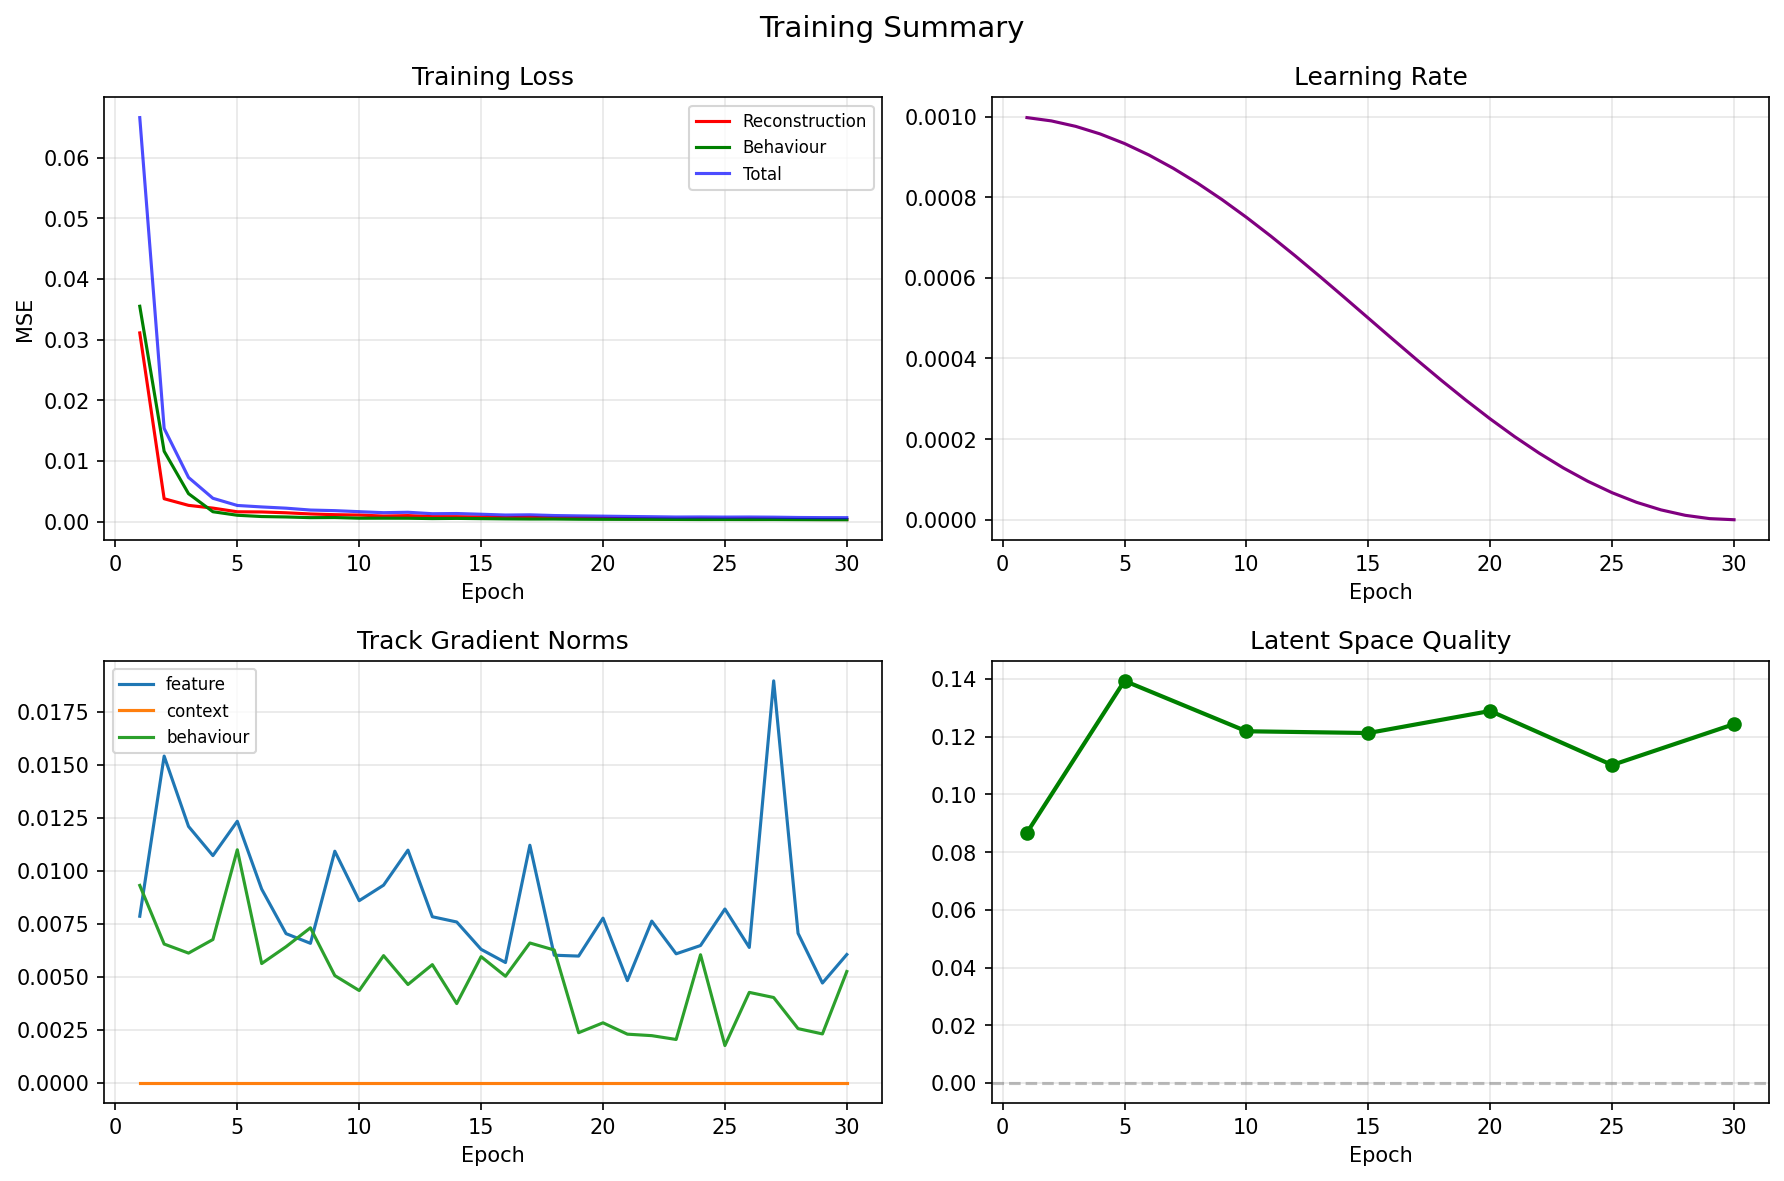 Training Summary
Training Loss
Reconstruction
Behaviour
Total
0.06
0.05
0.04
0.03
0.02
0.01
0.00
MSE
0 5 10 15 20 25 30
Epoch
Learning Rate
0.0010
0.0008
0.0006
0.0004
0.0002
0.0000
0 5 10 15 20 25 30
Epoch
Track Gradient Norms
feature
context
behaviour
0.0175
0.0150
0.0125
0.0100
0.0075
0.0050
0.0025
0.0000
0 5 10 15 20 25 30
Epoch
Latent Space Quality
0.14
0.12
0.10
0.08
0.06
0.04
0.02
0.00
0 5 10 15 20 25 30
Epoch